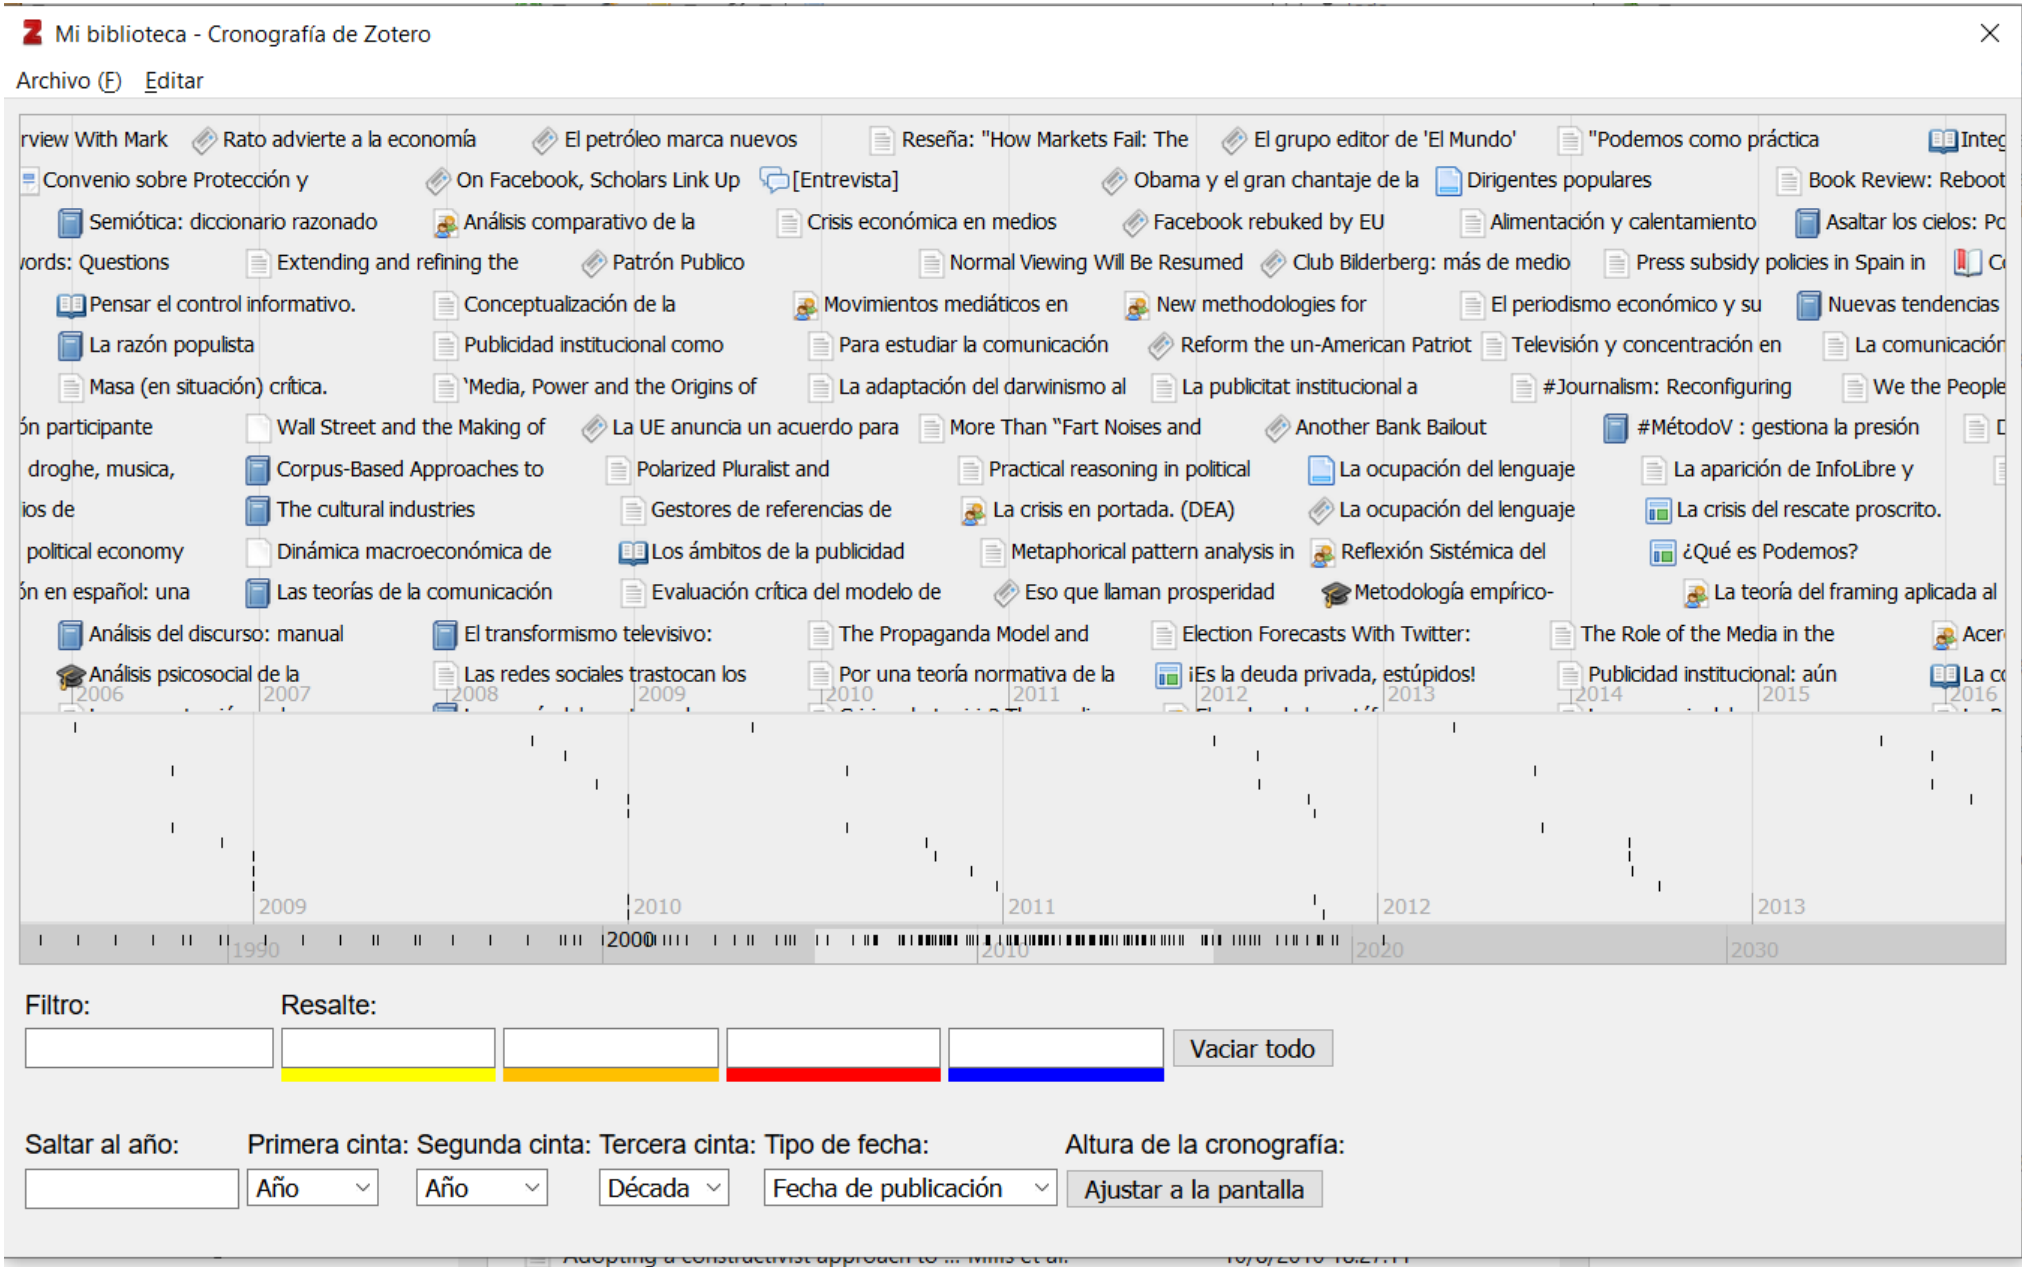 Mi biblioteca - Cronografía de Zotero
Archivo (F) Editar
rview With Mark Rato advierte a la economía El petróleo marca nuevos Reseña: "How Markets Fail: The El grupo editor de 'El Mundo' "Podemos como práctica Integ
Convenio sobre Protección y On Facebook, Scholars Link Up [Entrevista] Obama y el gran chantaje de la Dirigentes populares Book Review: Reboot
Semiótica: diccionario razonado Análisis comparativo de la Crisis económica en medios Facebook rebuked by EU Alimentación y calentamiento Asaltar los cielos: Po
ords: Questions Extending and refining the Patrón Publico Normal Viewing Will Be Resumed Club Bilderberg: más de medio Press subsidy policies in Spain in
Pensar el control informativo. Conceptualización de la Movimientos mediáticos en New methodologies for El periodismo económico y su Nuevas tendencias
La razón populista Publicidad institucional como Para estudiar la comunicación Reform the un-American Patriot Televisión y concentración en La comunicación
Masa (en situación) crítica. 'Media, Power and the Origins of La adaptación del darwinismo al La publicitat institucional a #Journalism: Reconfiguring We the People
ón participante Wall Street and the Making of La UE anuncia un acuerdo para More Than “Fart Noises and Another Bank Bailout #MétodoV : gestiona la presión
droghe, musica, Corpus-Based Approaches to Polarized Pluralist and Practical reasoning in political La ocupación del lenguaje La aparición de InfoLibre y
ios de The cultural industries Gestores de referencias de La crisis en portada. (DEA) La ocupación del lenguaje La crisis del rescate proscrito.
political economy Dinámica macroeconómica de Los ámbitos de la publicidad Metaphorical pattern analysis in Reflexión Sistémica del ¿Qué es Podemos?
ón en español: una Las teorías de la comunicación Evaluación crítica del modelo de Eso que llaman prosperidad Metodología empírico- La teoría del framing aplicada al
Análisis del discurso: manual El transformismo televisivo: The Propaganda Model and Election Forecasts With Twitter: The Role of the Media in the Acer
Análisis psicosocial de la Las redes sociales trastocan los Por una teoría normativa de la ¡Es la deuda privada, estúpidos! Publicidad institucional: aún La co
2006 2007 2008 2009 2010 2011 2012 2013 2014 2015 2016
2009 2010 2011 2012 2013
1990 2000 2010 2020 2030
Filtro: Resalte:
Vaciar todo
Saltar al año: Primera cinta: Segunda cinta: Tercera cinta: Tipo de fecha: Altura de la cronografía:
Año Año Década Fecha de publicación Ajustar a la pantalla